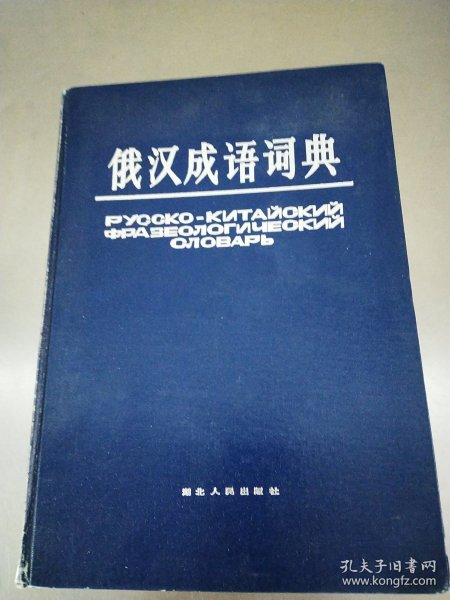 俄汉成语词典
РУССКО-КИТАЙСКИЙ
ФРАЗЕОЛОГИЧЕСКИЙ
СЛОВАРЬ
湖北人民出版社
孔夫子旧书网
www.kongfz.com